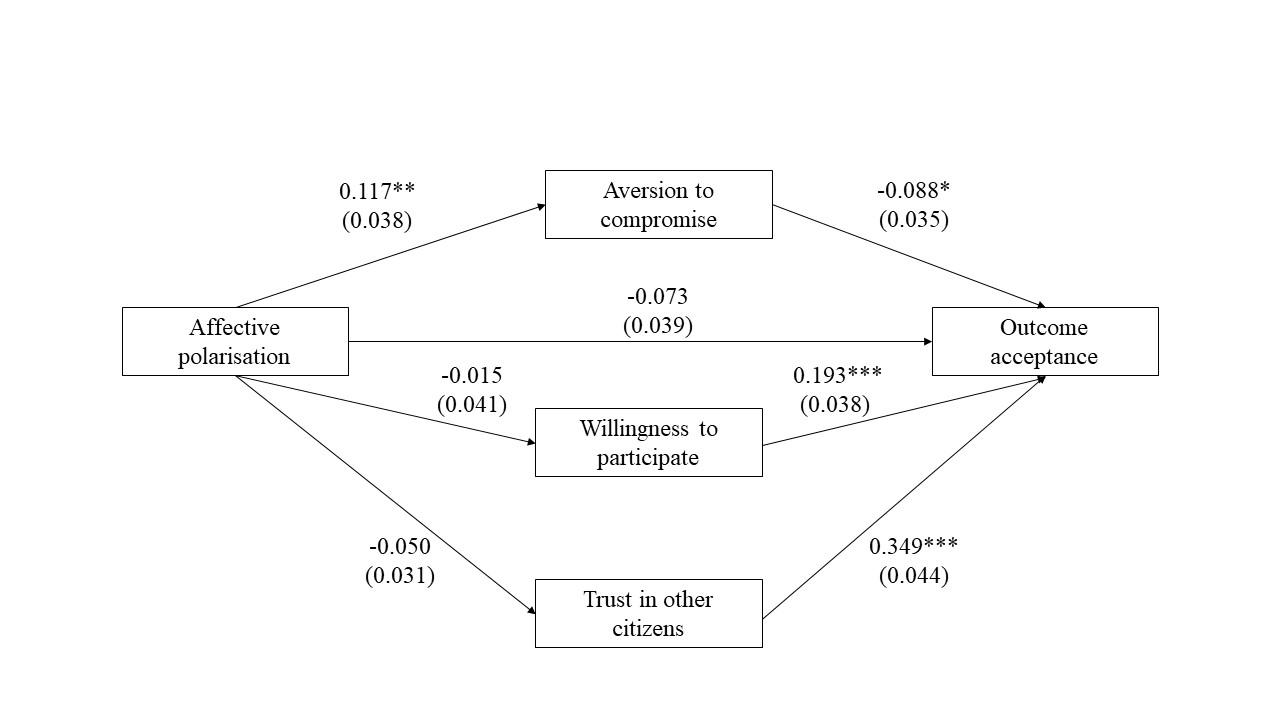 0.117**
(0.038)
Aversion to
compromise
-0.088*
(0.035)
Affective
polarisation
-0.073
(0.039)
Outcome
acceptance
-0.015
(0.041)
Willingness to
participate
0.193***
(0.038)
-0.050
(0.031)
Trust in other
citizens
0.349***
(0.044)